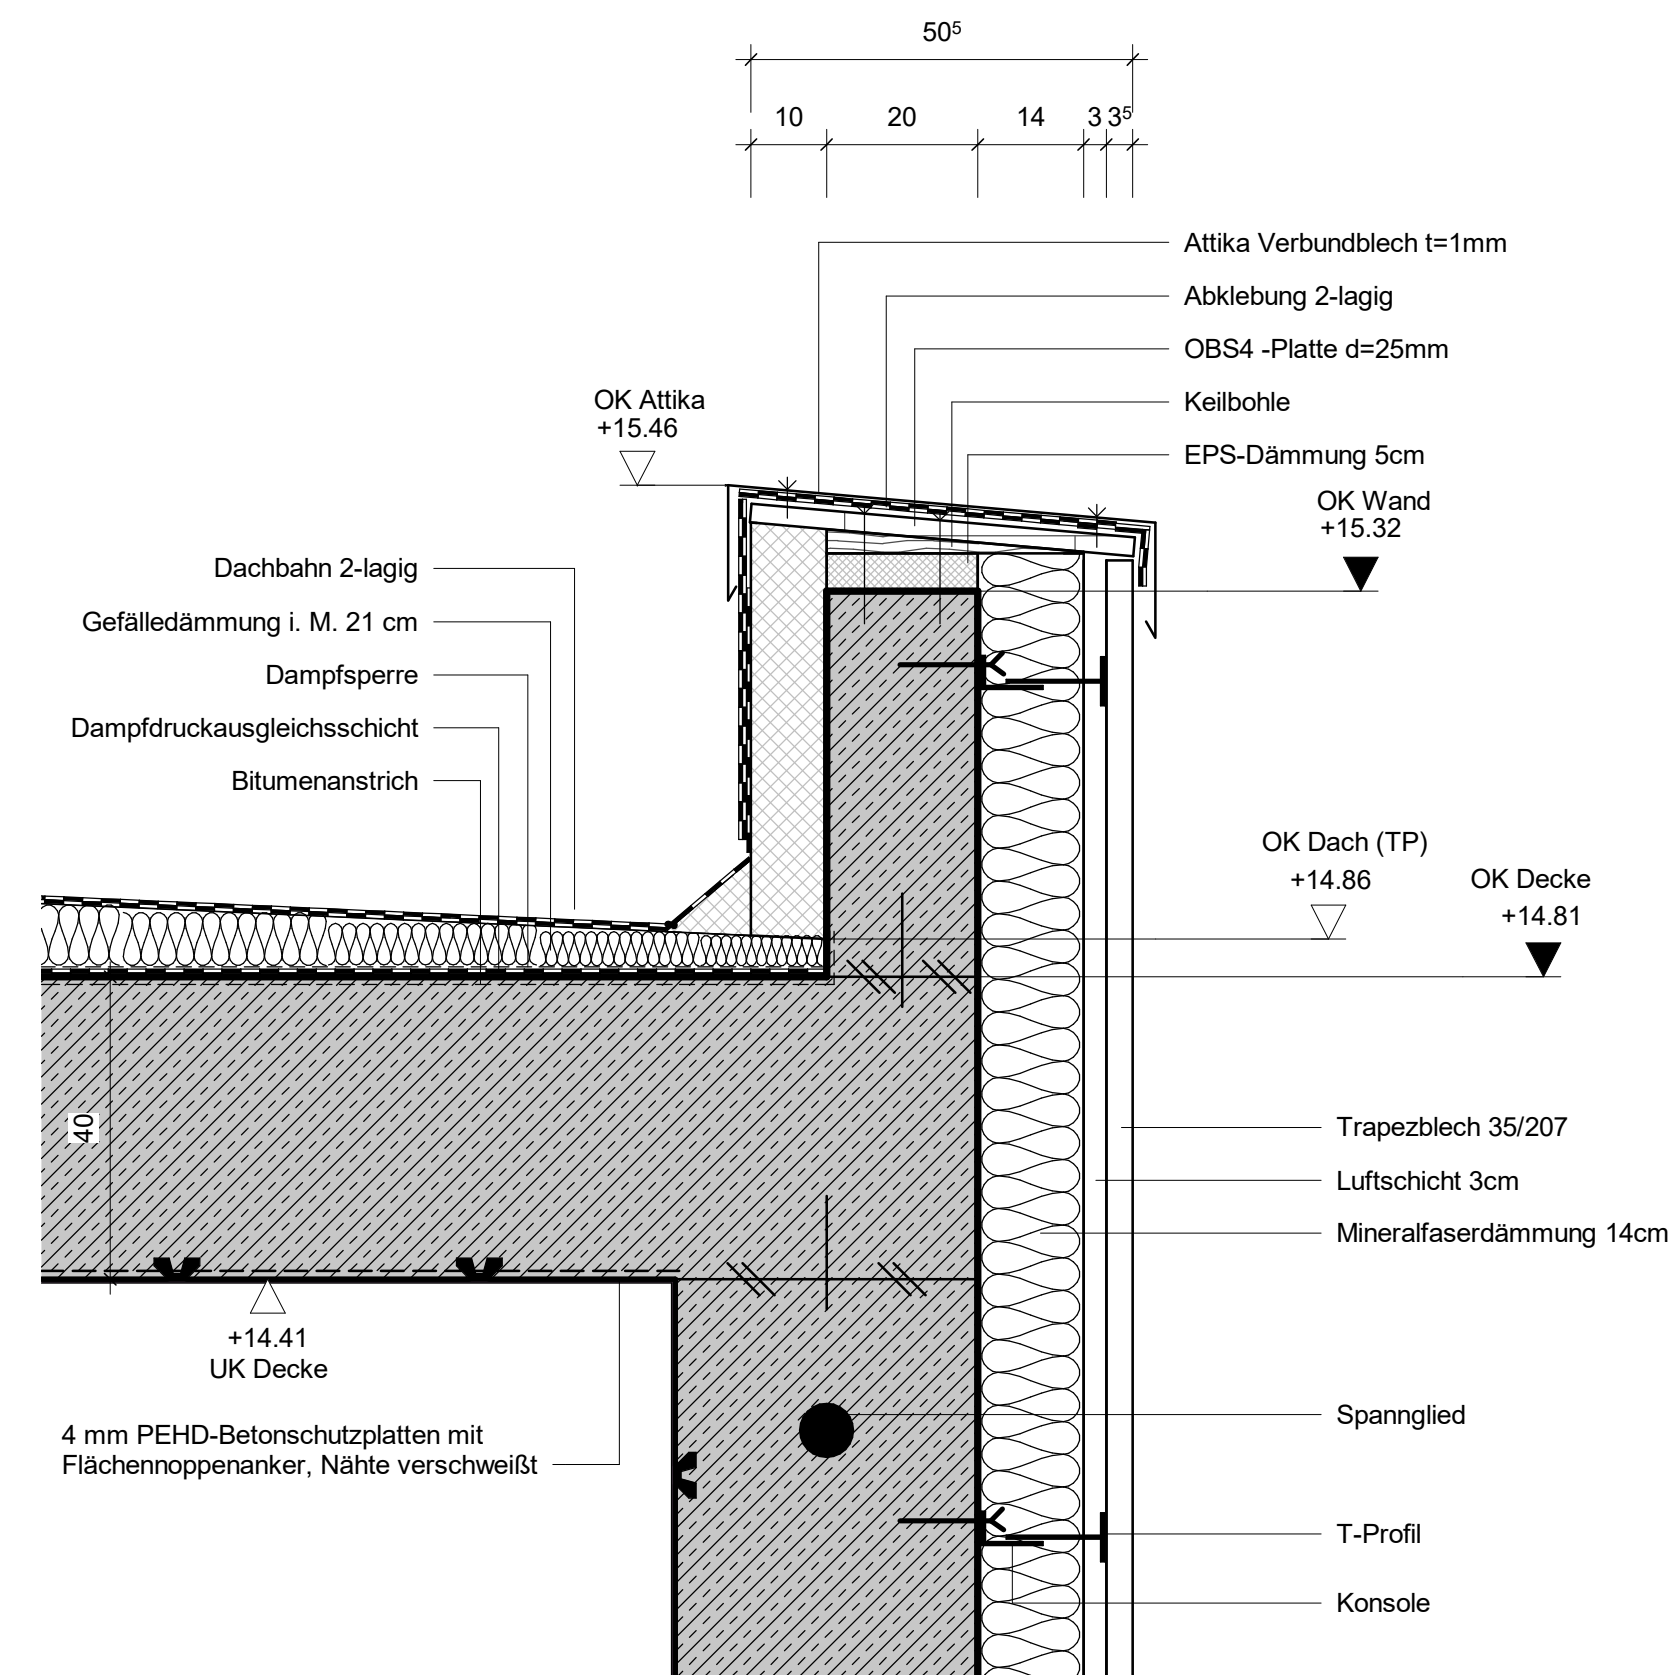 50⁵
10 20 14 3 3⁵
Attika Verbundblech t=1mm
Abklebung 2-lagig
OBS4 -Platte d=25mm
Keilbohle
EPS-Dämmung 5cm
OK Attika
+15.46
OK Wand
+15.32
Dachbahn 2-lagig
Gefälledämmung i. M. 21 cm
Dampfsperre
Dampfdruckausgleichsschicht
Bitumenanstrich
OK Dach (TP)
+14.86
OK Decke
+14.81
40
Trapezblech 35/207
Luftschicht 3cm
Mineralfaserdämmung 14cm
+14.41
UK Decke
4 mm PEHD-Betonschutzplatten mit
Flächennoppenanker, Nähte verschweißt
Spannglied
T-Profil
Konsole